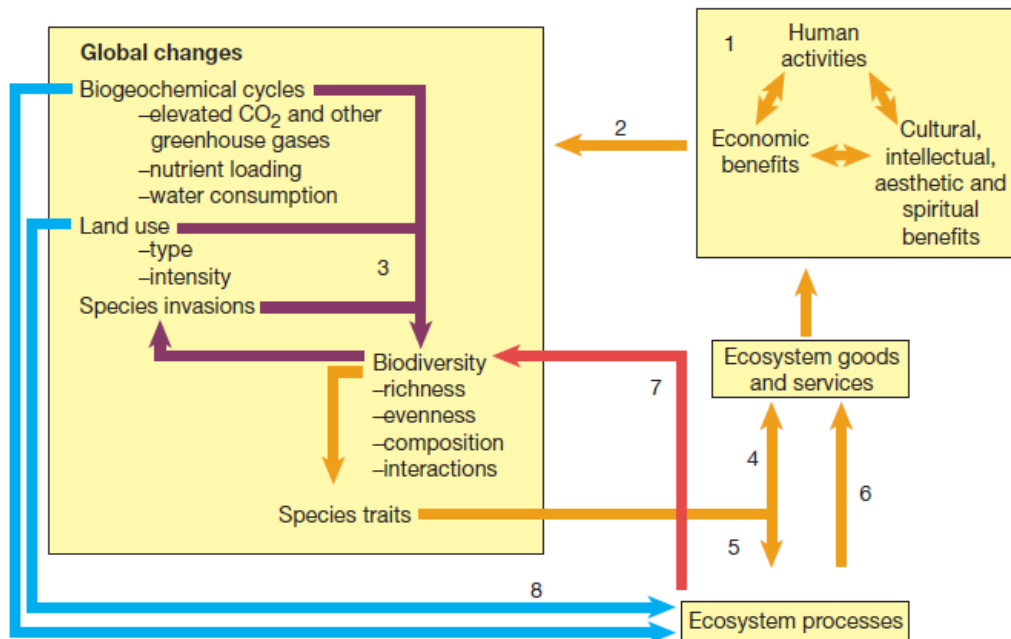 Global changes
Biogeochemical cycles
–elevated CO2 and other
greenhouse gases
–nutrient loading
–water consumption
Land use
–type
–intensity
Species invasions
3
Biodiversity
–richness
–evenness
–composition
–interactions
Species traits
2
1
Human
activities
Economic
benefits
Cultural,
intellectual,
aesthetic and
spiritual
benefits
Ecosystem goods
and services
7
4
6
5
8
Ecosystem processes